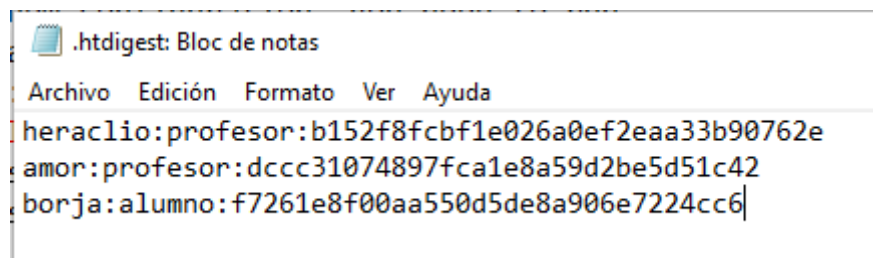 .htdigest: Bloc de notas
Archivo Edición Formato Ver Ayuda
heraclio:profesor:b152f8fcbf1e026a0ef2eaa33b90762e
amor:profesor:dccc31074897fca1e8a59d2be5d51c42
borja:alumno:f7261e8f00aa550d5de8a906e7224cc6